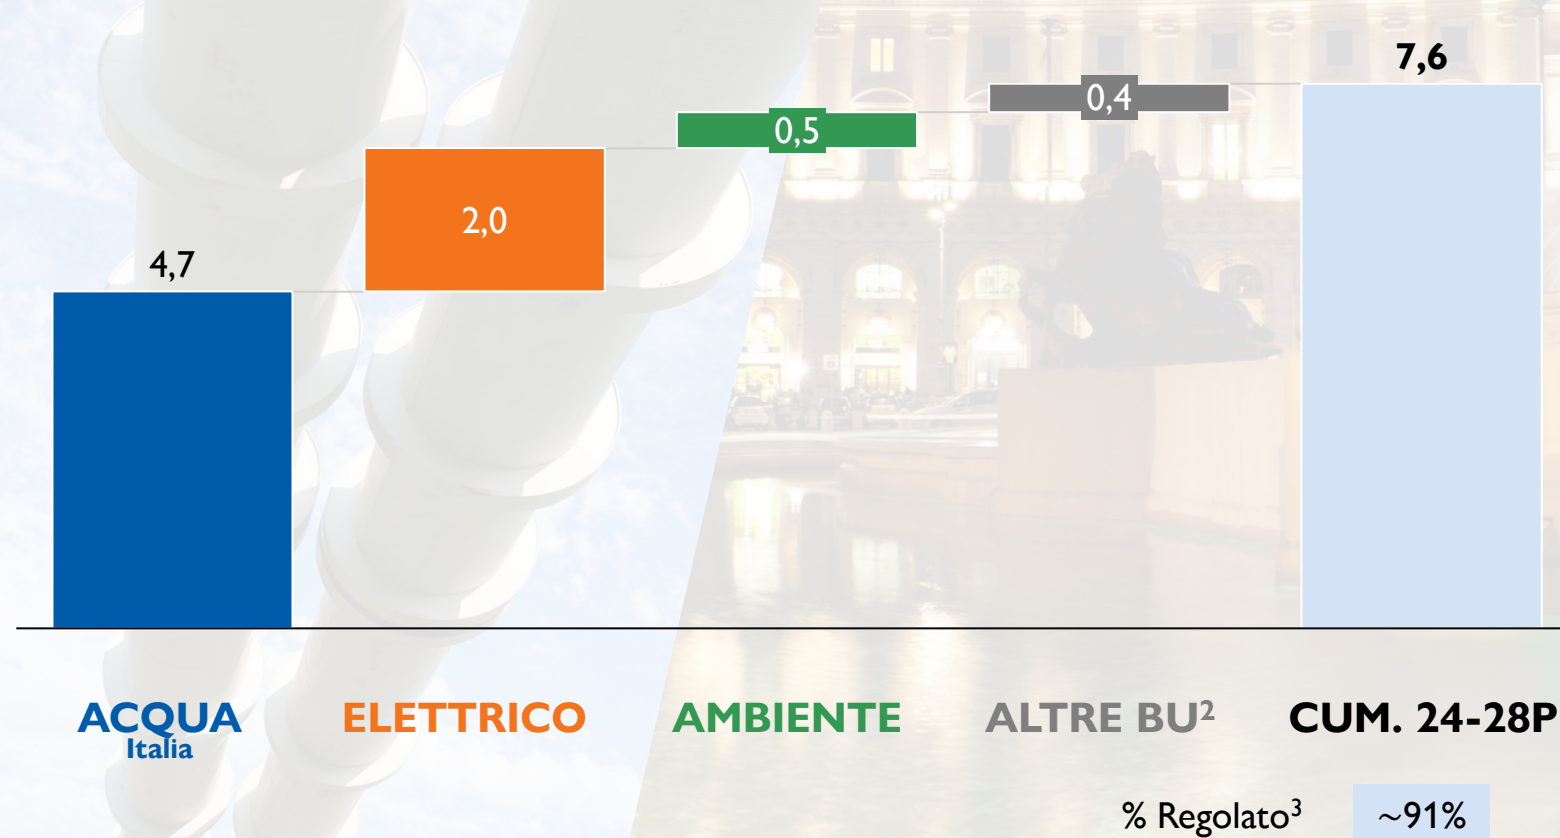 7,6
0,4
0,5
2,0
4,7
ACQUA ELETTRICO AMBIENTE ALTRE BU² CUM. 24-28P
Italia
% Regolato³ ~91%